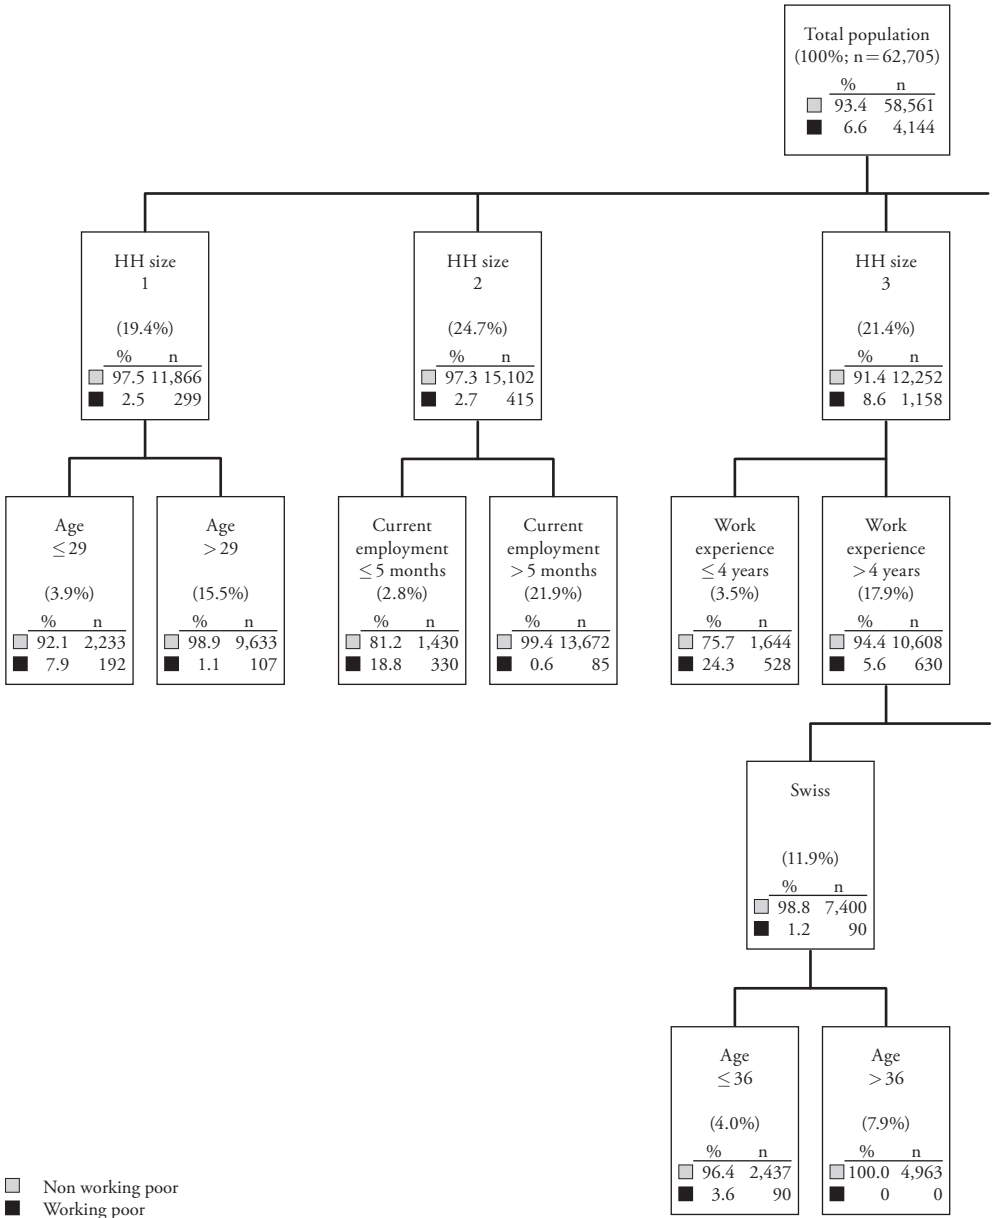 Total population
(100%; n=62,705)
% n
93.4 58,561
6.6 4,144
HH size
1
(19.4%)
% n
97.5 11,866
2.5 299
HH size
2
(24.7%)
% n
97.3 15,102
2.7 415
HH size
3
(21.4%)
% n
91.4 12,252
8.6 1,158
Age
≤29
(3.9%)
% n
92.1 2,233
7.9 192
Age
>29
(15.5%)
% n
98.9 9,633
1.1 107
Current
employment
≤5 months
(2.8%)
% n
81.2 1,430
18.8 330
Current
employment
>5 months
(21.9%)
% n
99.4 13,672
0.6 85
Work
experience
≤4 years
(3.5%)
% n
75.7 1,644
24.3 528
Work
experience
>4 years
(17.9%)
% n
94.4 10,608
5.6 630
Swiss
(11.9%)
% n
98.8 7,400
1.2 90
Age
≤36
(4.0%)
% n
96.4 2,437
3.6 90
Age
>36
(7.9%)
% n
100.0 4,963
0 0
Non working poor
Working poor